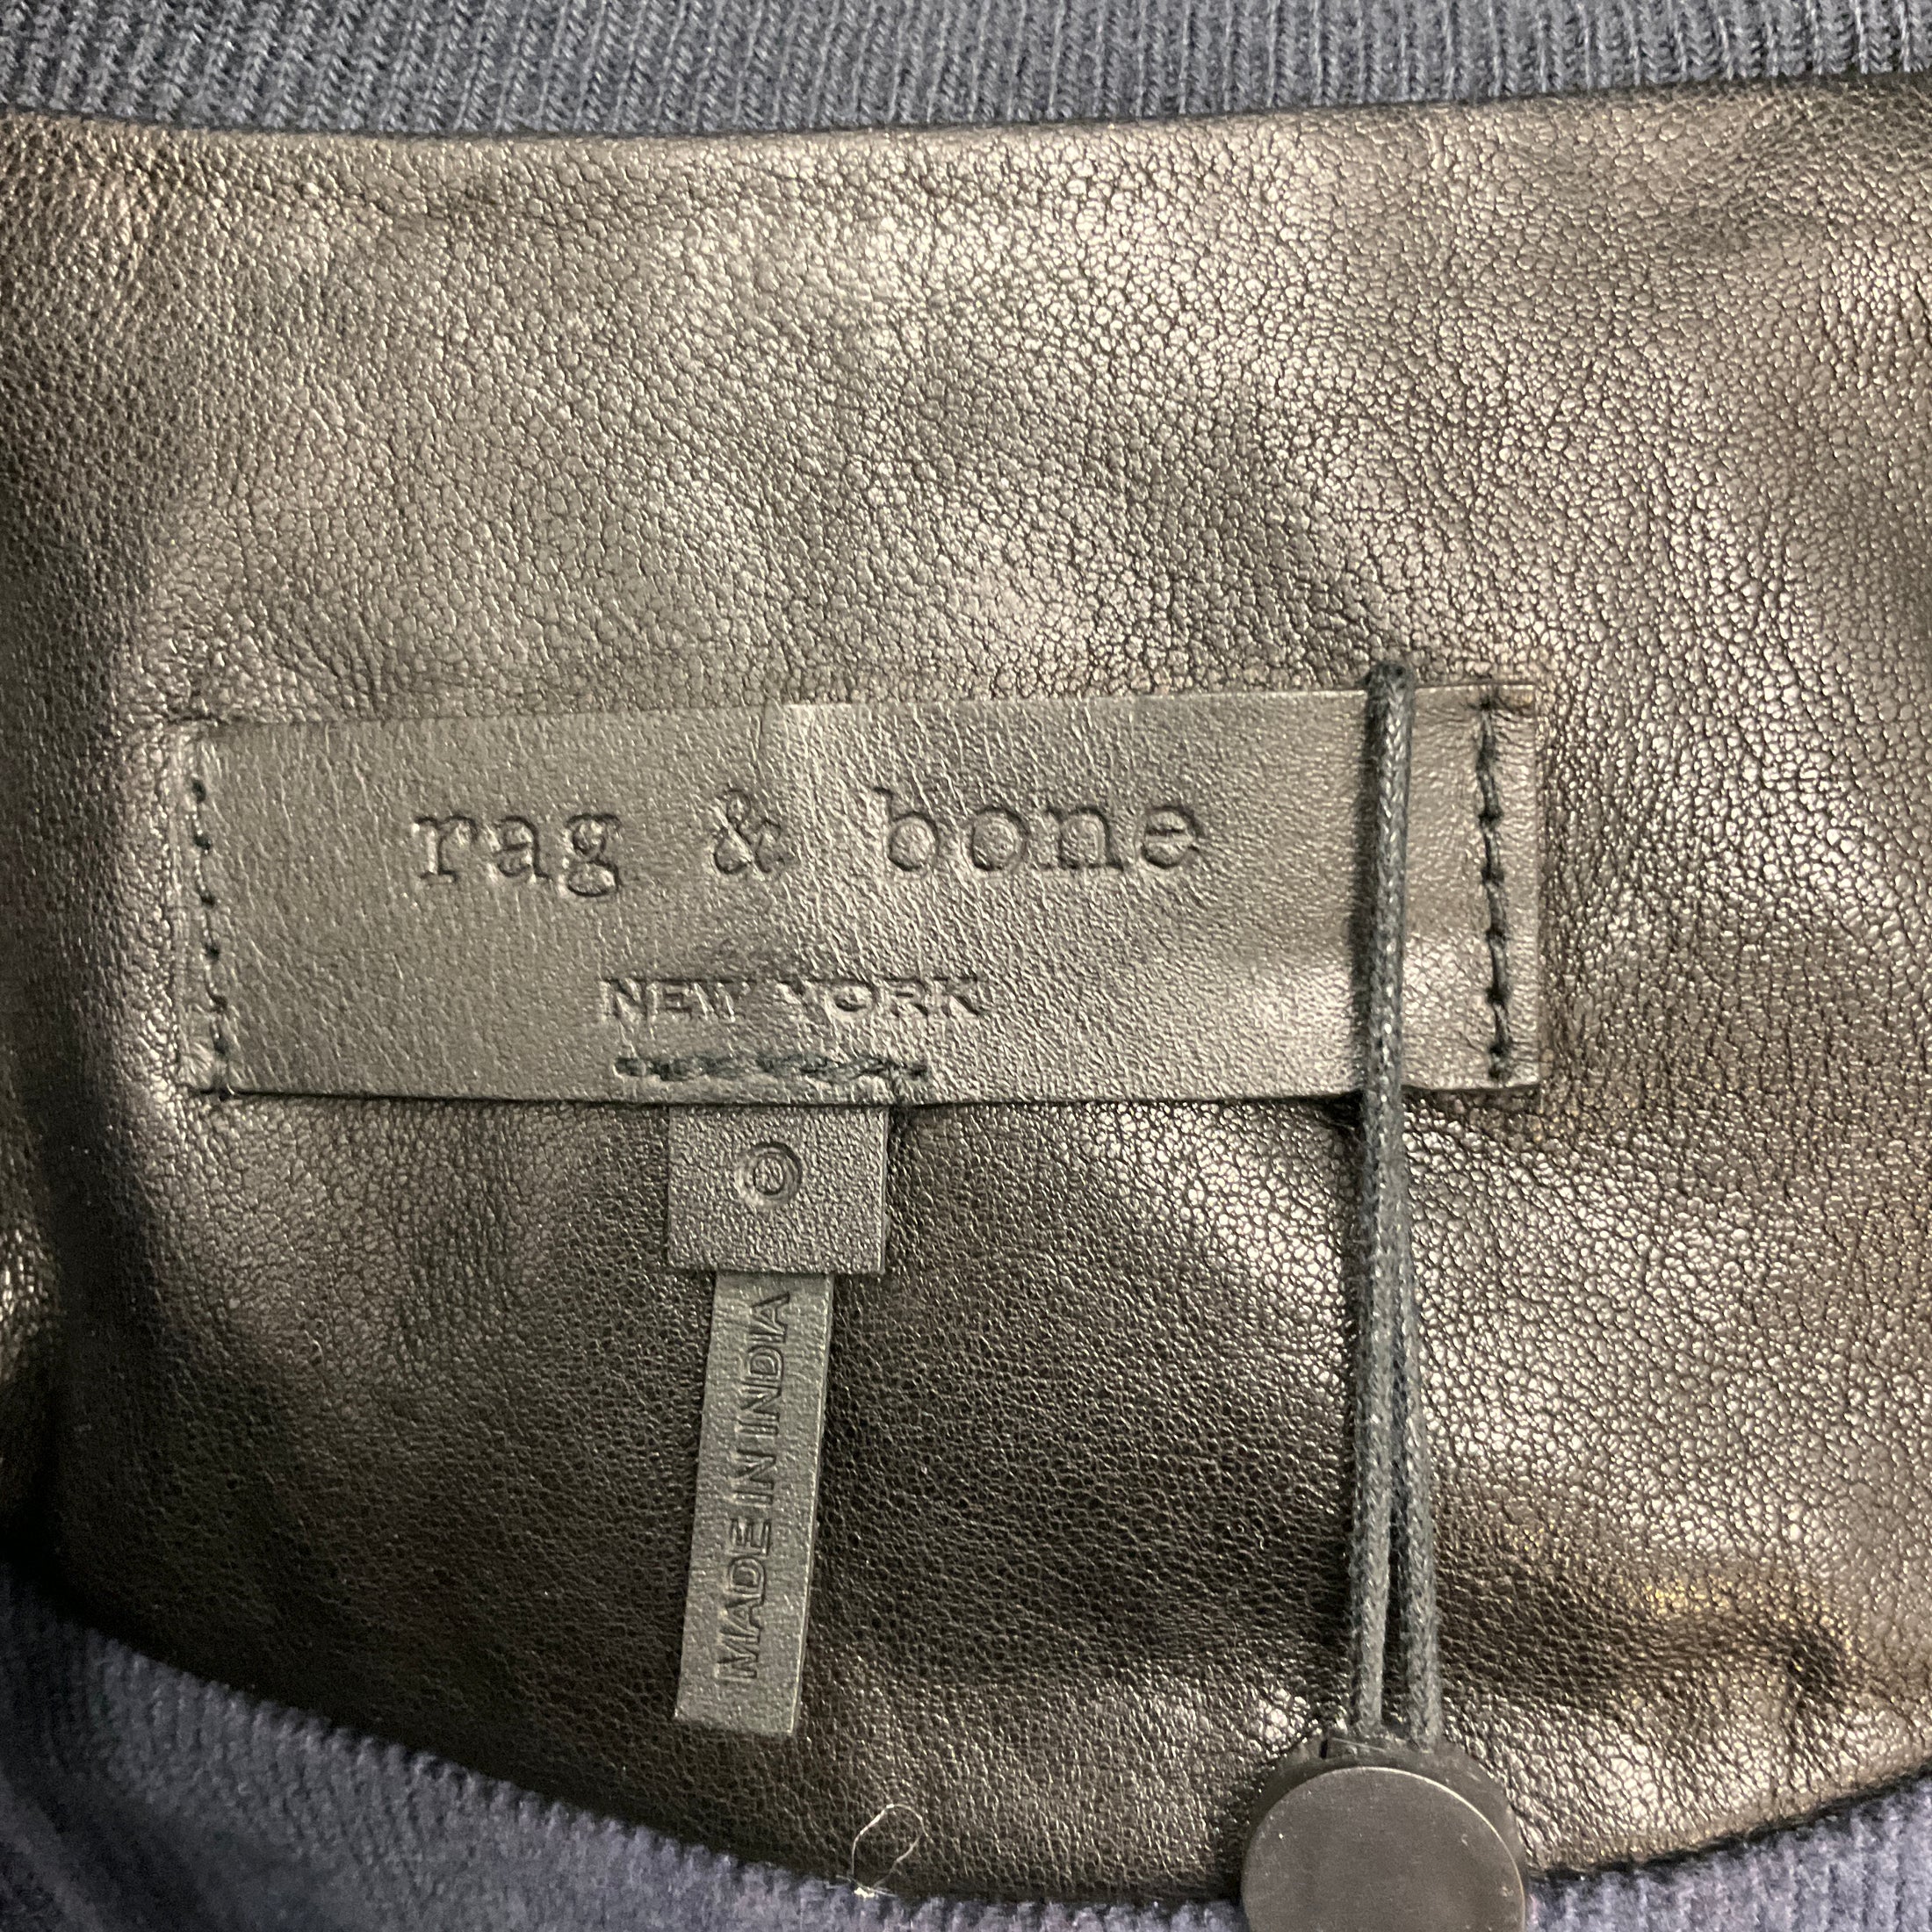 rag & bone
NEW YORK
0
MADE IN INDIA